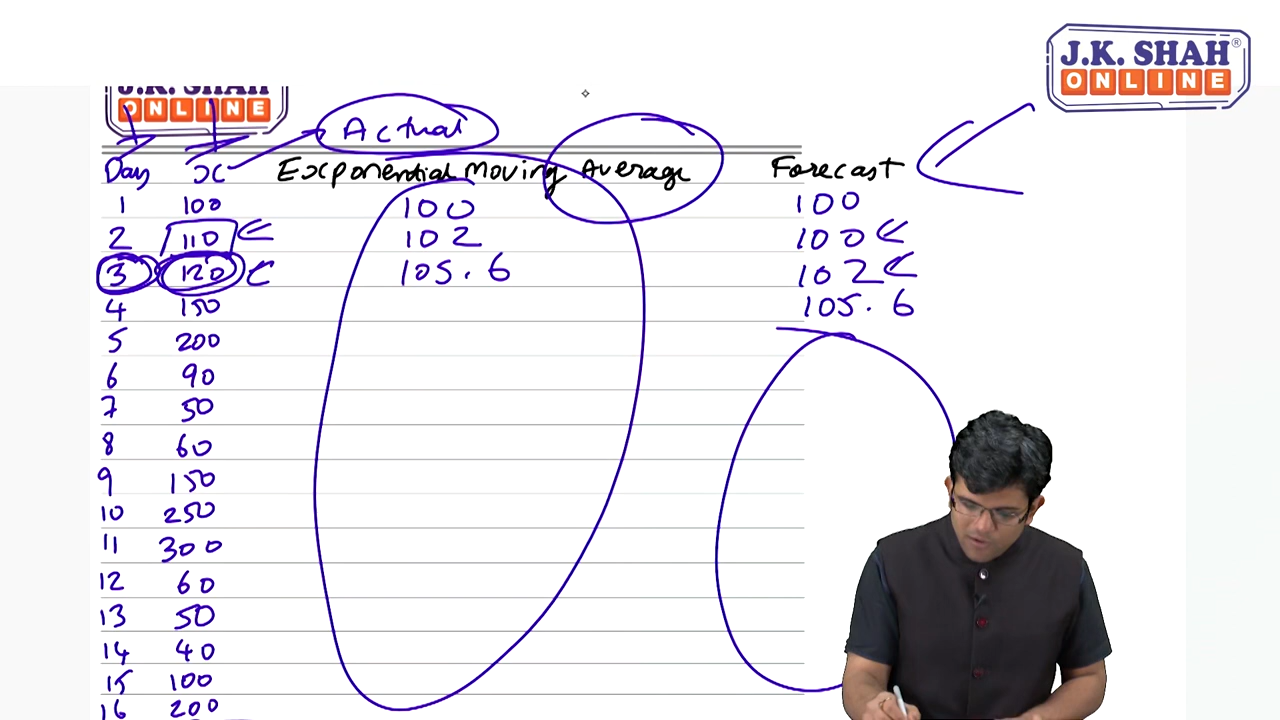 J.K. SHAH®
ONLINE
J.K. SHAH
ONLINE
Actual
Day x Exponential Moving Average Forecast
1 100 100 100
2 110 102 100
3 120 105.6 102
4 150 105.6
5 200
6 90
7 50
8 60
9 150
10 250
11 300
12 60
13 50
14 40
15 100
16 200